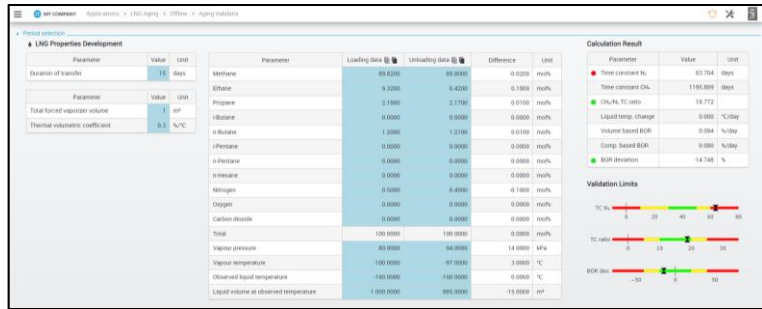 MY COMPANY Applications > LNG Aging > Offline > Aging Validator
Period selection
LNG Properties Development
Parameter Value Unit
Duration of transfer 15 days
Parameter Value Unit
Total forced vaporizer volume 1 m³
Thermal volumetric coefficient 0.3 %/°C
Parameter Loading data Unloading data Difference Unit
Methane 89.8200 89.8000 -0.0200 mol%
Ethane 6.3200 6.4200 0.1000 mol%
Propane 2.1600 2.1700 0.0100 mol%
i-Butane 0.0000 0.0000 0.0000 mol%
n-Butane 1.2000 1.2100 0.0100 mol%
i-Pentane 0.0000 0.0000 0.0000 mol%
n-Pentane 0.0000 0.0000 0.0000 mol%
n-Hexane 0.0000 0.0000 0.0000 mol%
Nitrogen 0.5000 0.4000 -0.1000 mol%
Oxygen 0.0000 0.0000 0.0000 mol%
Carbon dioxide 0.0000 0.0000 0.0000 mol%
Total 100.0000 100.0000 0.0000 mol%
Vapour pressure 80.0000 94.0000 14.0000 kPa
Vapour temperature -100.0000 -97.0000 3.0000 °C
Observed liquid temperature -160.0000 -160.0000 0.0000 °C
Liquid volume at observed temperature 1 000.0000 985.0000 -15.0000 m³
Calculation Result
Parameter Value Unit
Time constant N₂ 63.704 days
Time constant CH₄ 1195.809 days
CH₄/N₂ TC ratio 18.772
Liquid temp. change 0.000 °C/day
Volume based BOR 0.094 %/day
Comp. based BOR 0.080 %/day
BOR deviation -14.748 %
Validation Limits
TC N₂
0 20 40 60 80
TC ratio
0 10 20 30
BOR dev.
-50 0 50